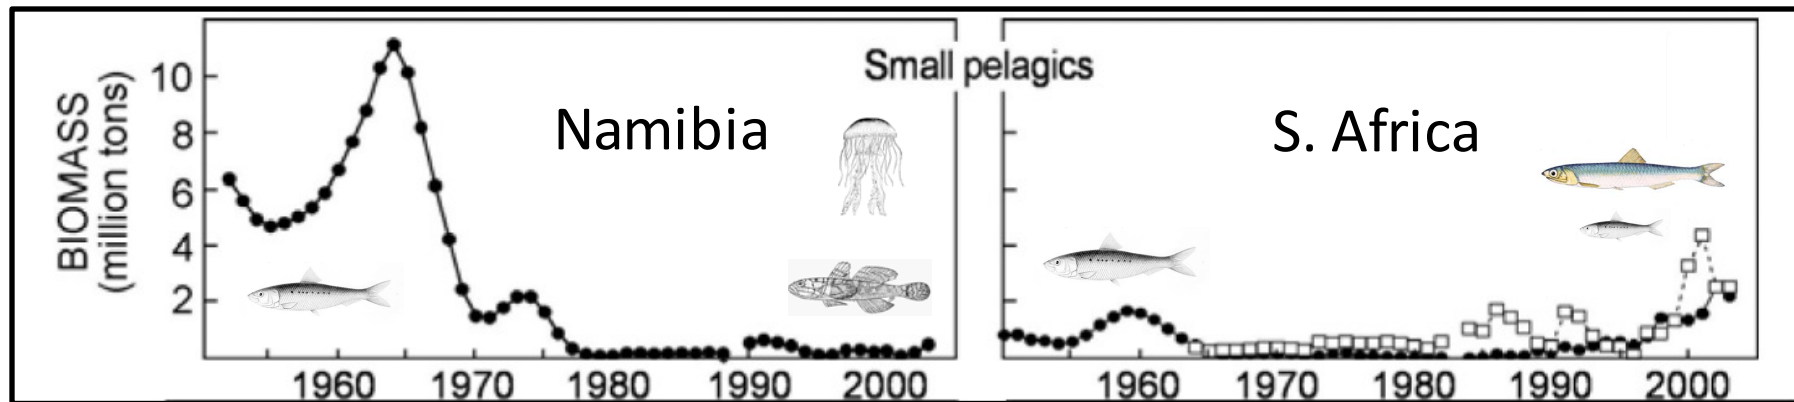 Small pelagics
BIOMASS
(million tons)
10
8
6
4
2
Namibia
S. Africa
1960 1970 1980 1990 2000
1960 1970 1980 1990 2000